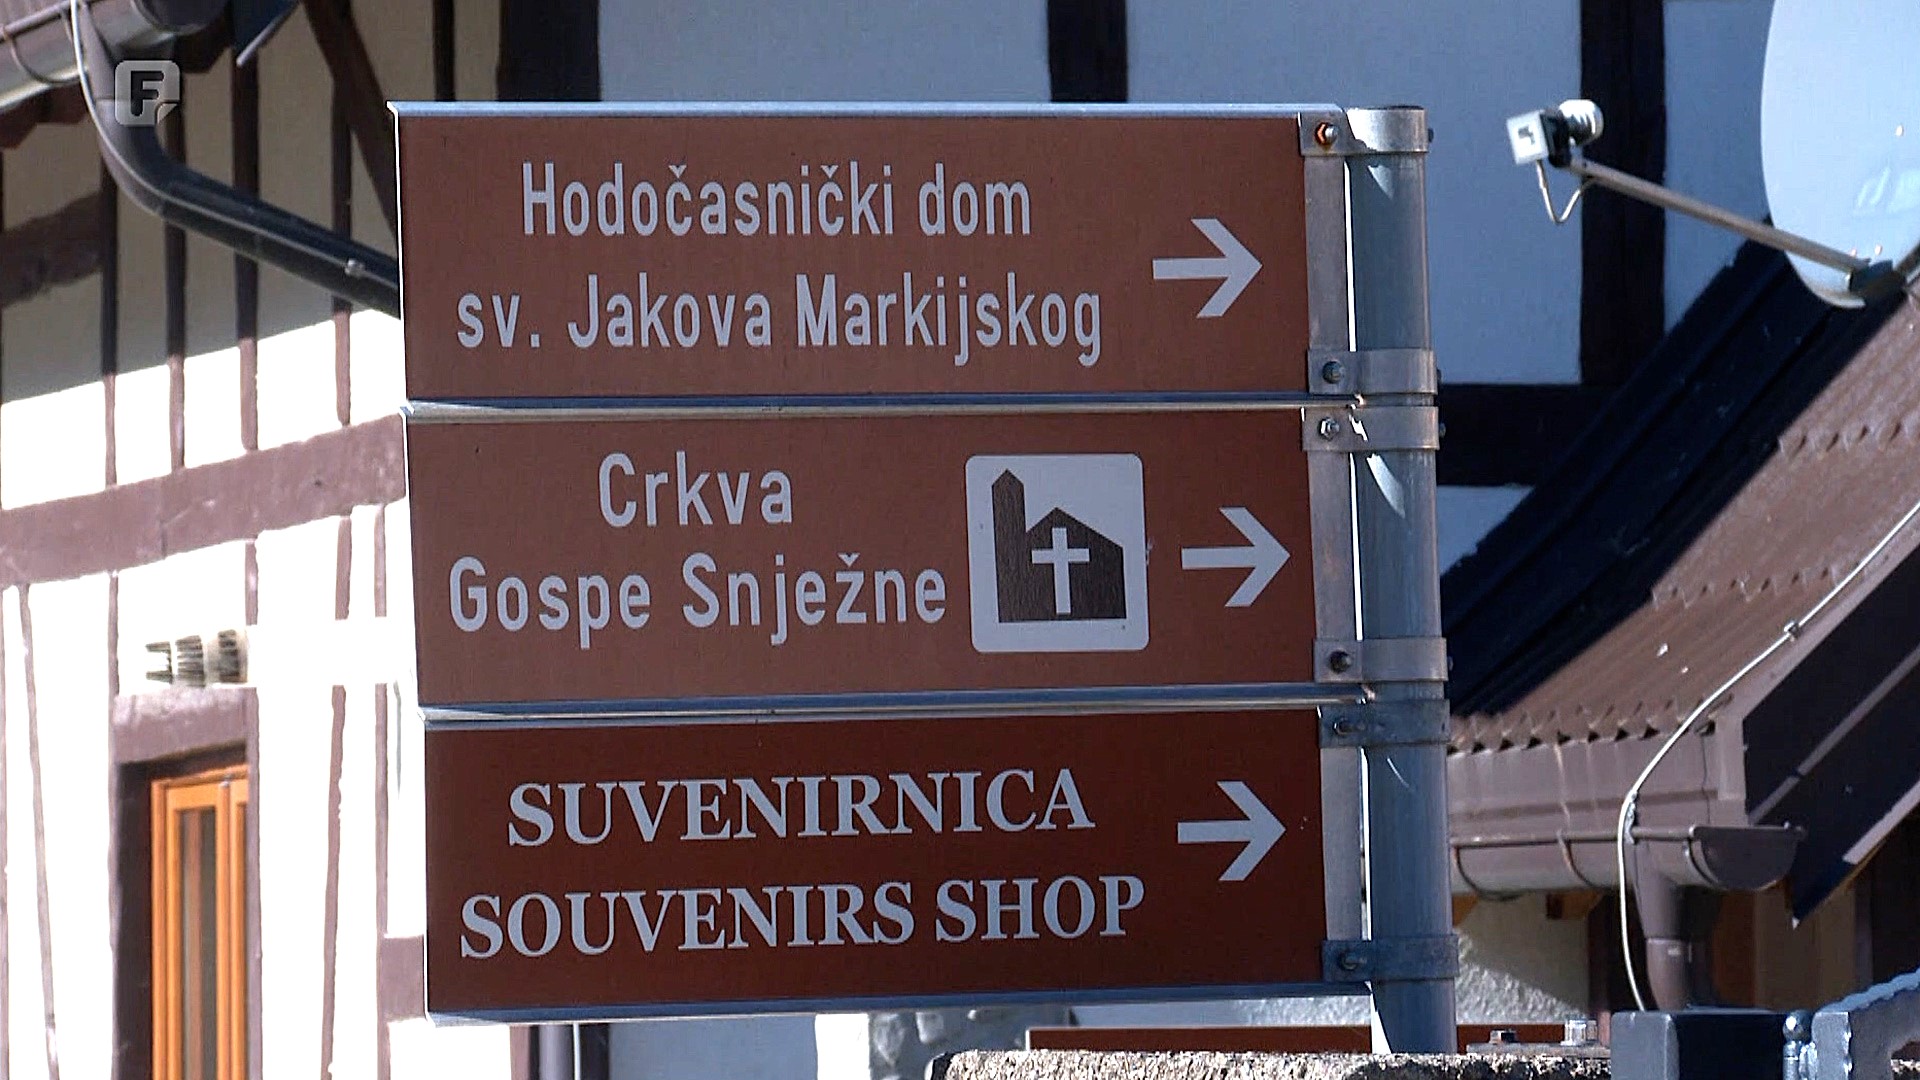 F
Hodočasnički dom
sv. Jakova Markijskog
Crkva
Gospe Snježne
SUVENIRNICA
SOUVENIRS SHOP